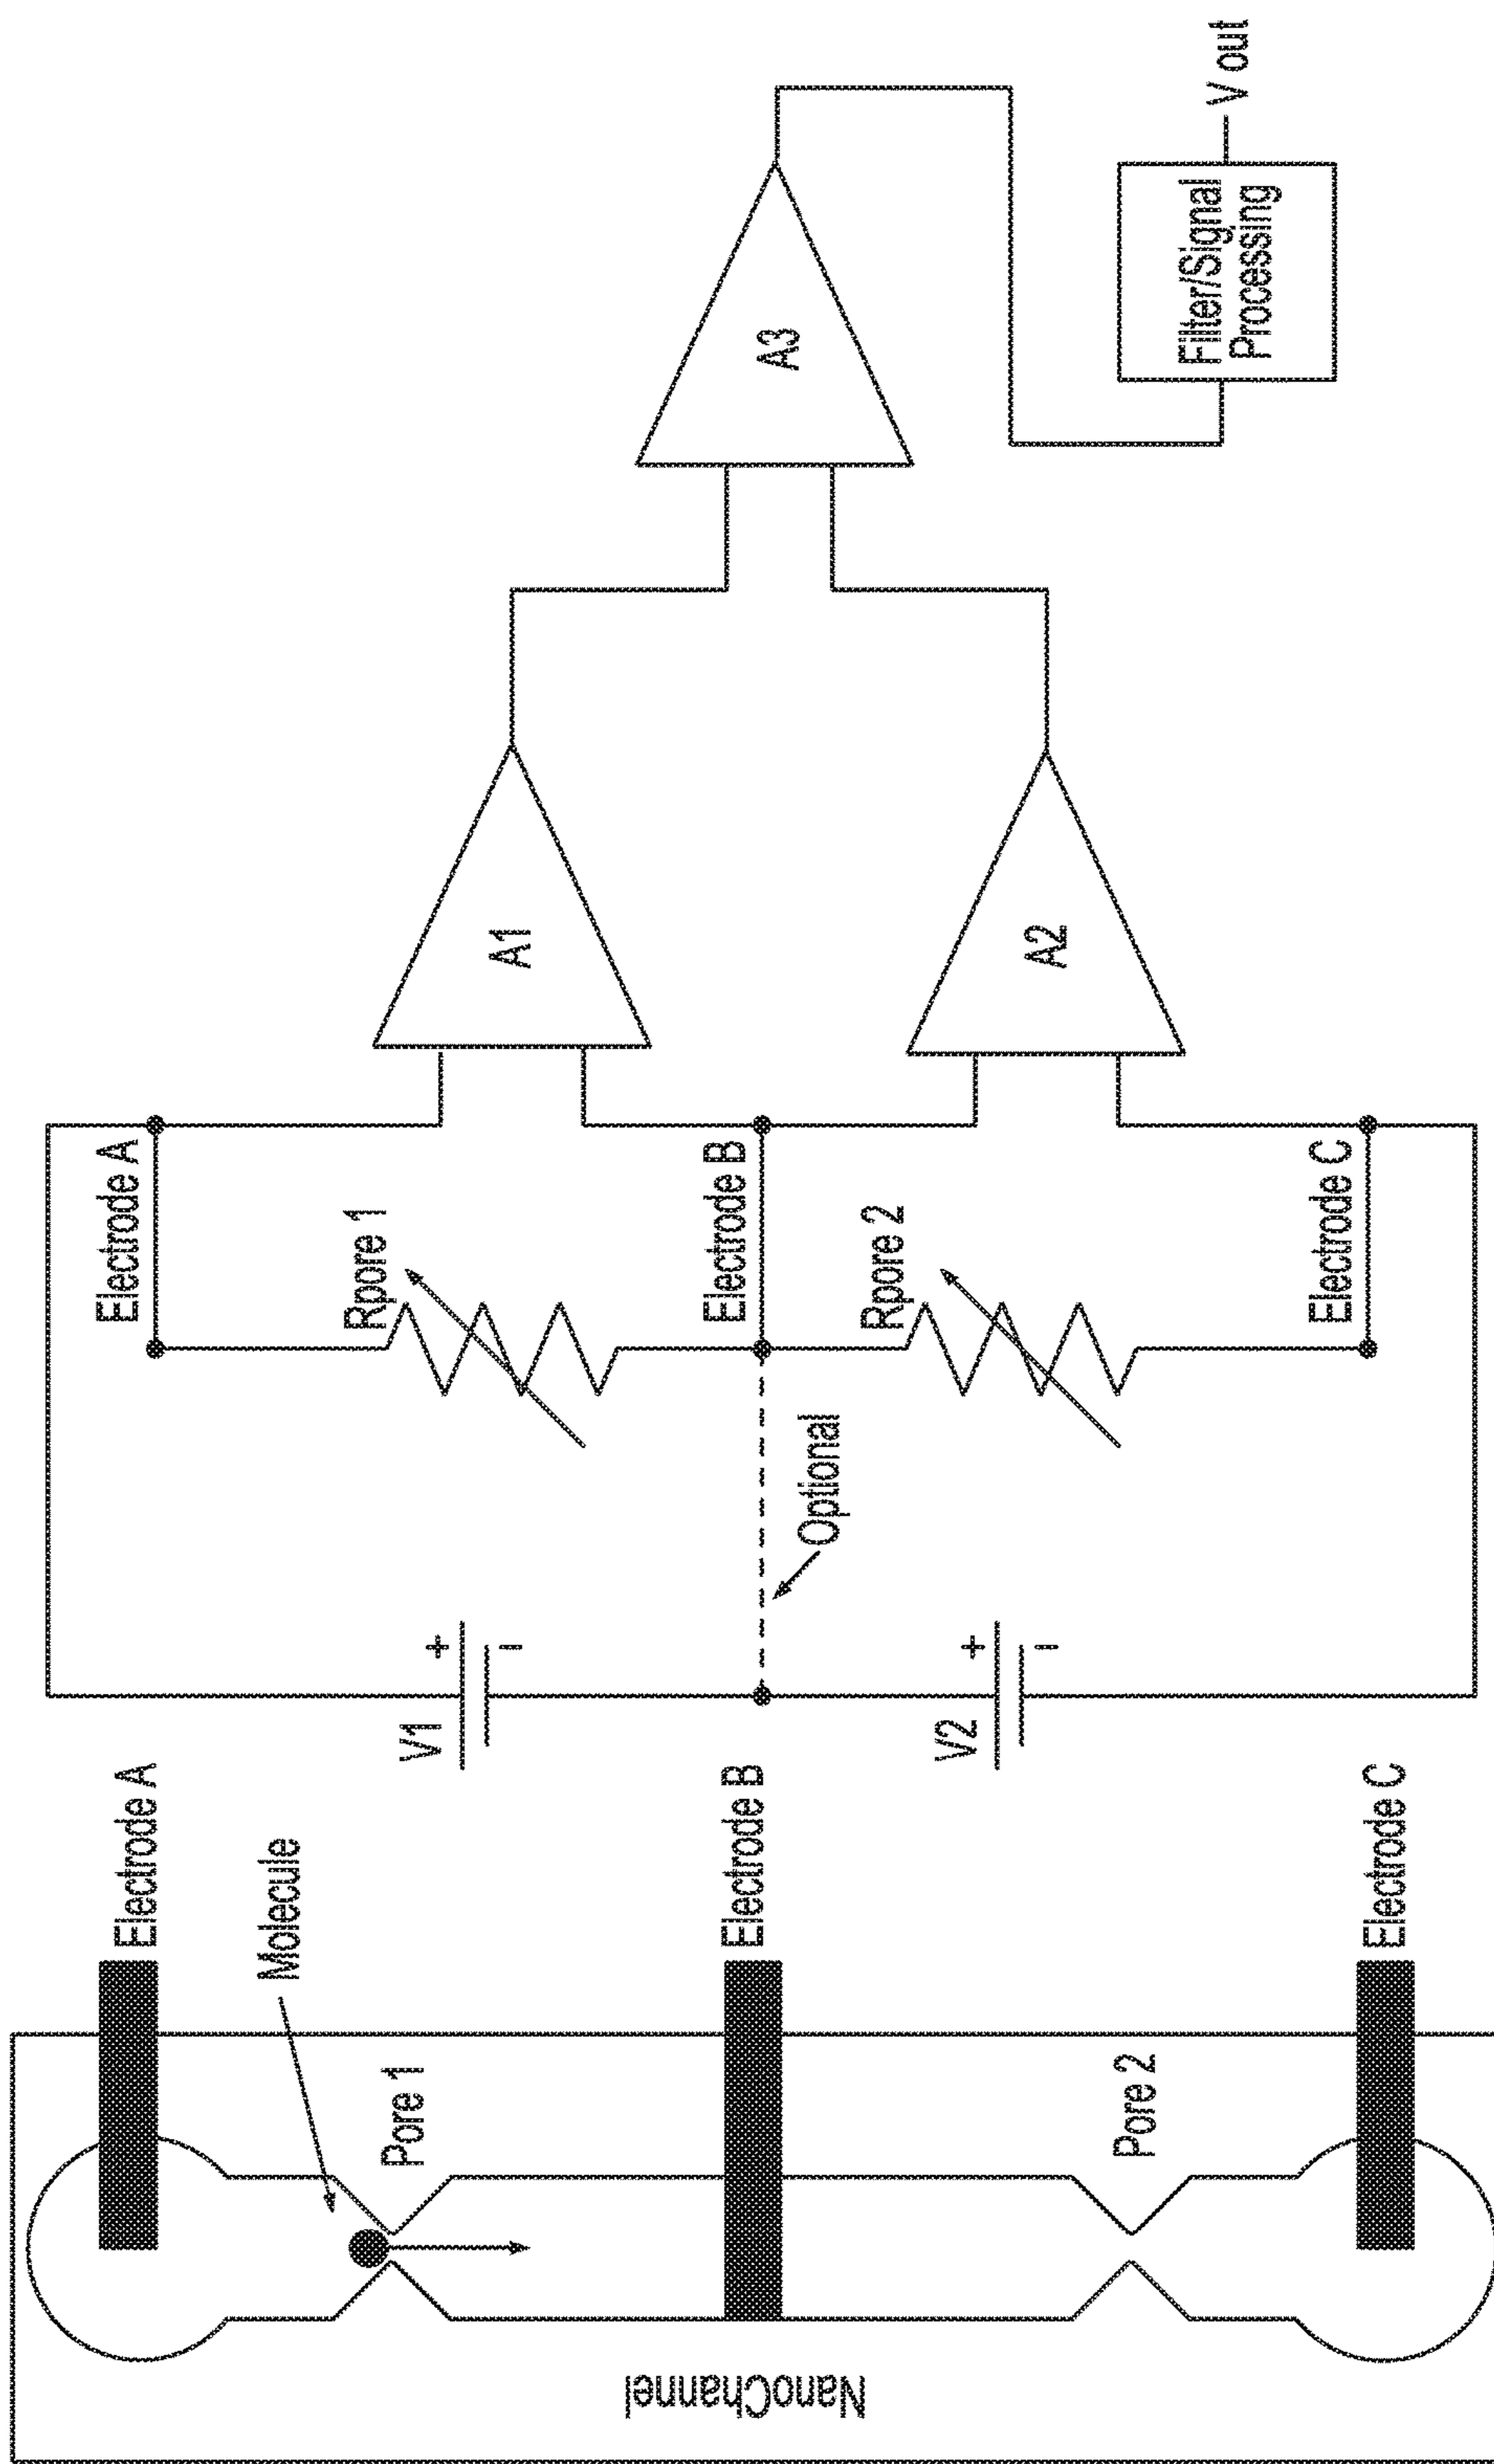 NanoChannel
Electrode A
Molecule
Pore 1
Electrode B
Pore 2
Electrode C
V1
+
−
V2
+
−
Optional
Electrode A
Rpore 1
Electrode B
Rpore 2
Electrode C
A1
A2
A3
Filter/Signal
Processing
V out